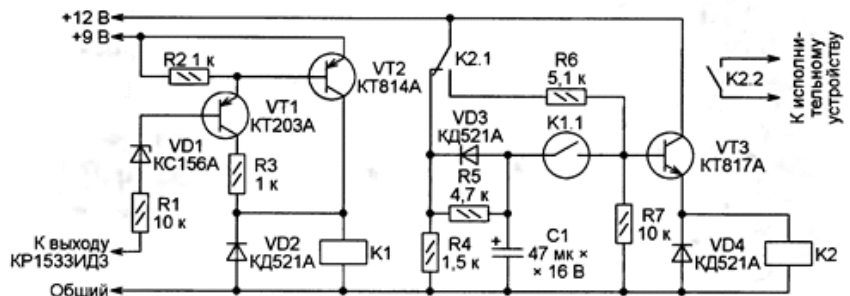 +12 В
+9 В
R2 1 к
VT2
КТ814А
VT1
КТ203А
VD1
КС156А
R3
1 к
R1
10 к
К выходу
КР1533ИД3
VD2
КД521А
K1
Общий
K2.1
R6
5,1 к
VD3
КД521А
K1.1
R5
4,7 к
R4
1,5 к
+
C1
47 мк ×
× 16 В
VT3
КТ817А
R7
10 к
VD4
КД521А
K2
K2.2
К исполни-
тельному
устройству